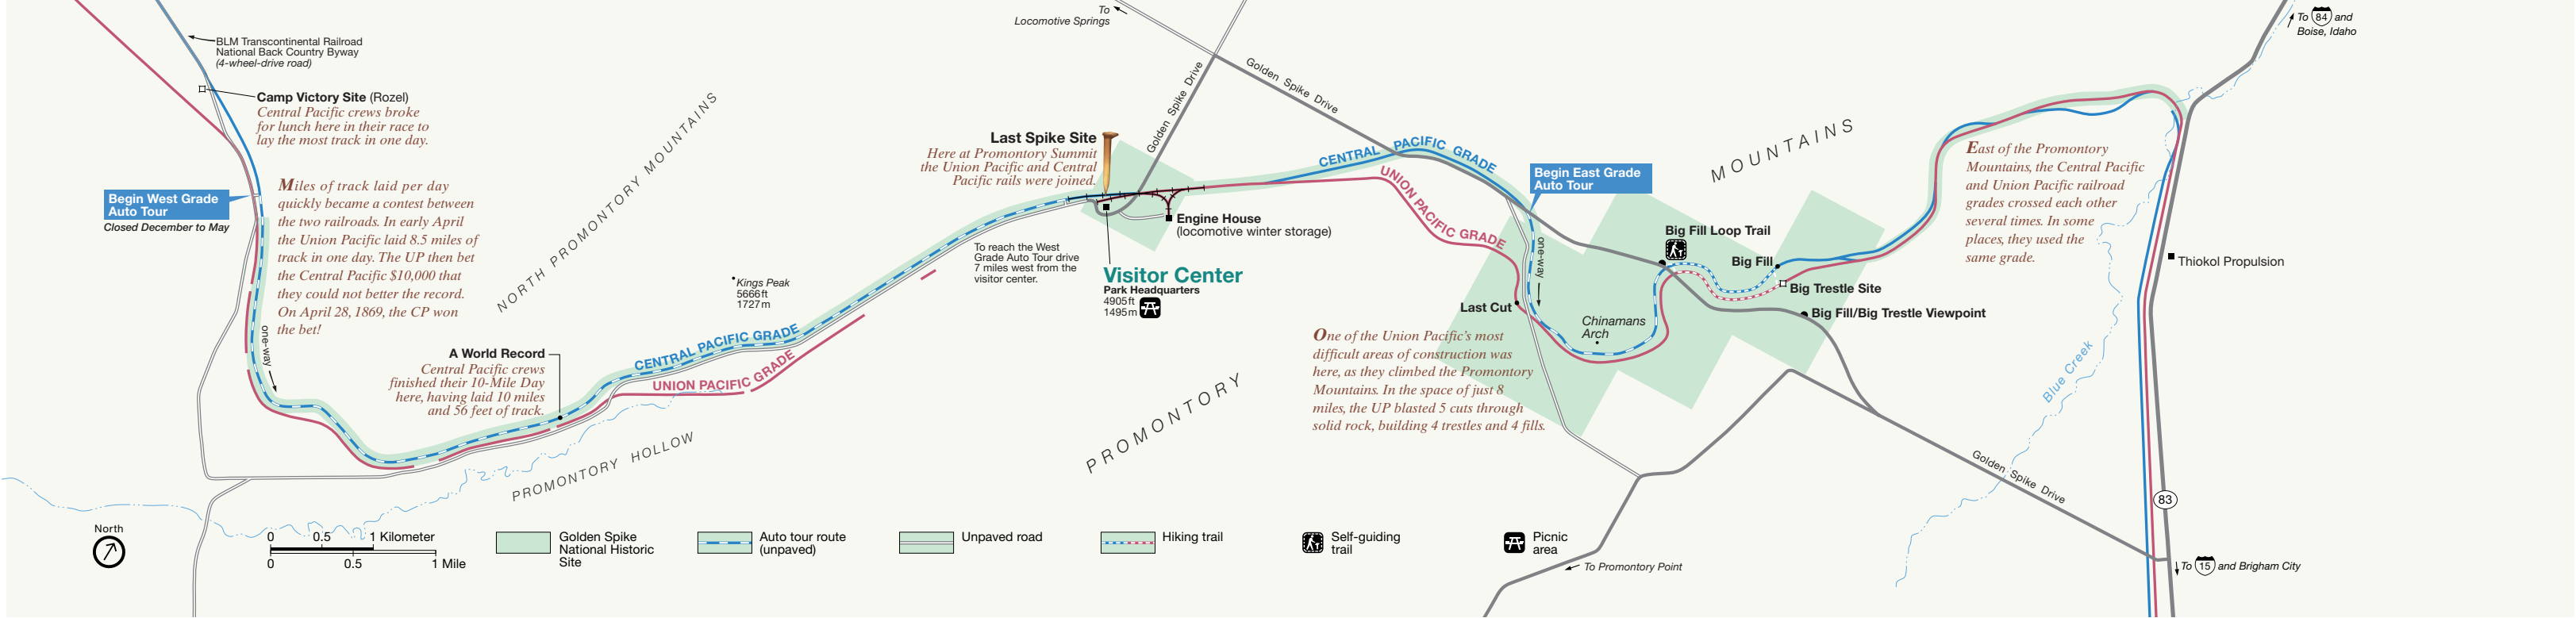 To
Locomotive Springs
To 84 and
Boise, Idaho
BLM Transcontinental Railroad
National Back Country Byway
(4-wheel-drive road)
Camp Victory Site (Rozel)
Central Pacific crews broke
for lunch here in their race to
lay the most track in one day.
Begin West Grade
Auto Tour
Closed December to May
Miles of track laid per day
quickly became a contest between
the two railroads. In early April
the Union Pacific laid 8.5 miles of
track in one day. The UP then bet
the Central Pacific $10,000 that
they could not better the record.
On April 28, 1869, the CP won
the bet!
one-way
NORTH PROMONTORY MOUNTAINS
A World Record
Central Pacific crews
finished their 10-Mile Day
here, having laid 10 miles
and 56 feet of track.
CENTRAL PACIFIC GRADE
UNION PACIFIC GRADE
PROMONTORY HOLLOW
Kings Peak
5666 ft
1727 m
Last Spike Site
Here at Promontory Summit
the Union Pacific and Central
Pacific rails were joined.
Golden Spike Drive
Golden Spike Drive
Engine House
(locomotive winter storage)
To reach the West
Grade Auto Tour drive
7 miles west from the
visitor center.
Visitor Center
Park Headquarters
4905 ft
1495 m
CENTRAL PACIFIC GRADE
UNION PACIFIC GRADE
Begin East Grade
Auto Tour
one-way
Last Cut
Chinamans
Arch
One of the Union Pacific's most
difficult areas of construction was
here, as they climbed the Promontory
Mountains. In the space of just 8
miles, the UP blasted 5 cuts through
solid rock, building 4 trestles and 4 fills.
PROMONTORY
MOUNTAINS
Big Fill Loop Trail
Big Fill
Big Trestle Site
Big Fill/Big Trestle Viewpoint
East of the Promontory
Mountains, the Central Pacific
and Union Pacific railroad
grades crossed each other
several times. In some
places, they used the
same grade.
Thiokol Propulsion
Blue Creek
Golden Spike Drive
83
To 15 and Brigham City
To Promontory Point
North
0 0.5 1 Kilometer
0 0.5 1 Mile
Golden Spike
National Historic
Site
Auto tour route
(unpaved)
Unpaved road
Hiking trail
Self-guiding
trail
Picnic
area